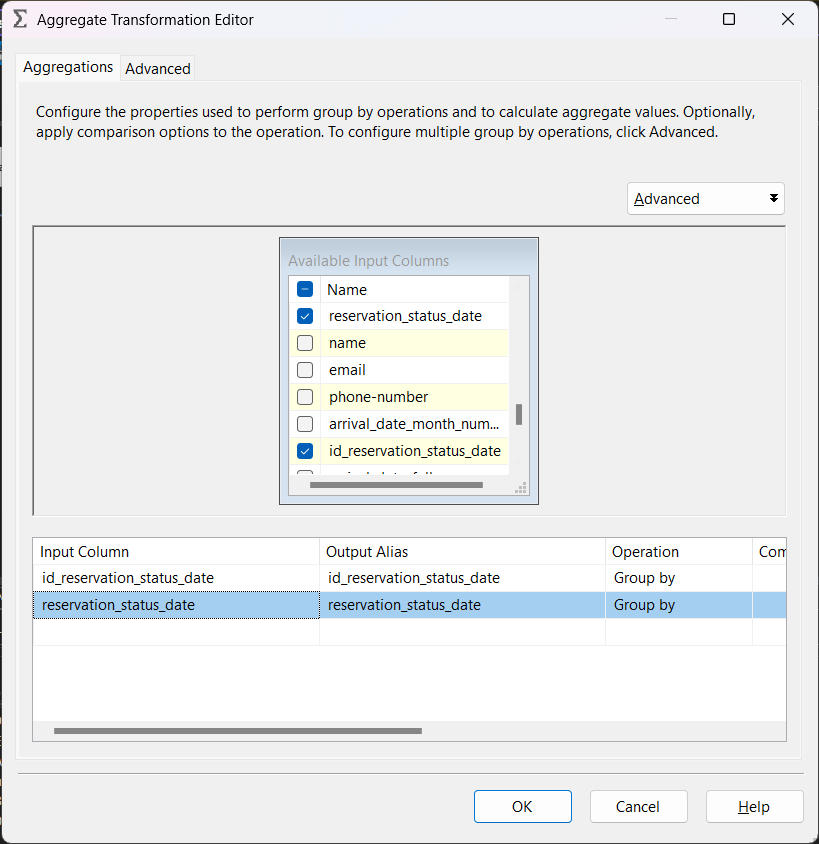 Aggregate Transformation Editor
Aggregations
Advanced
Configure the properties used to perform group by operations and to calculate aggregate values. Optionally,
apply comparison options to the operation. To configure multiple group by operations, click Advanced.
Advanced
Available Input Columns
Name
reservation_status_date
name
email
phone-number
arrival_date_month_num...
id_reservation_status_date
Input Column Output Alias Operation Com
id_reservation_status_date id_reservation_status_date Group by
reservation_status_date reservation_status_date Group by
OK Cancel Help